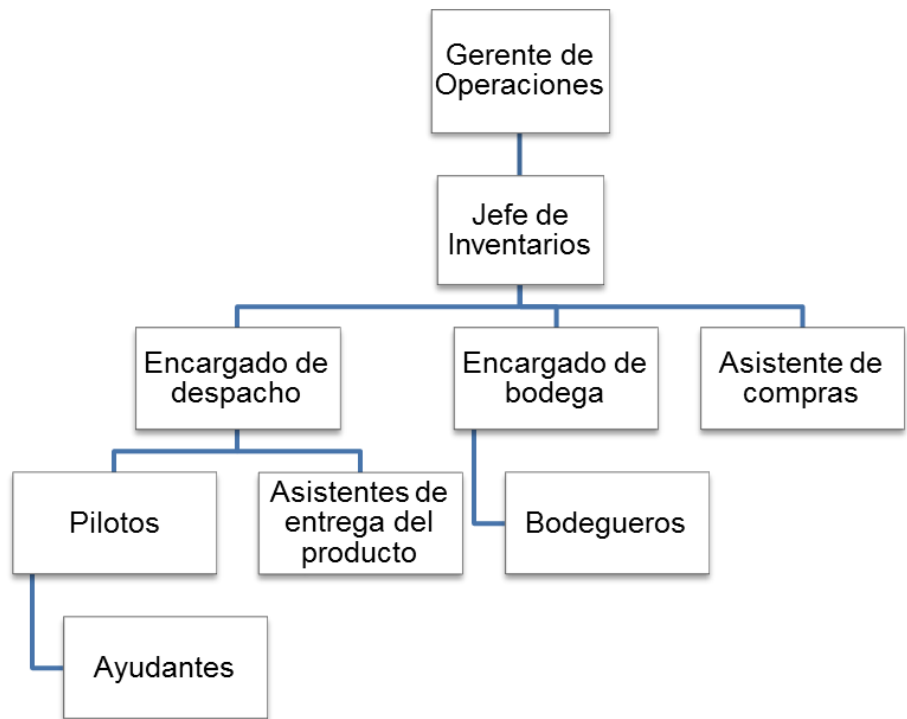 Gerente de
Operaciones
Jefe de
Inventarios
Encargado de
despacho
Encargado de
bodega
Asistente de
compras
Pilotos
Asistentes de
entrega del
producto
Bodegueros
Ayudantes